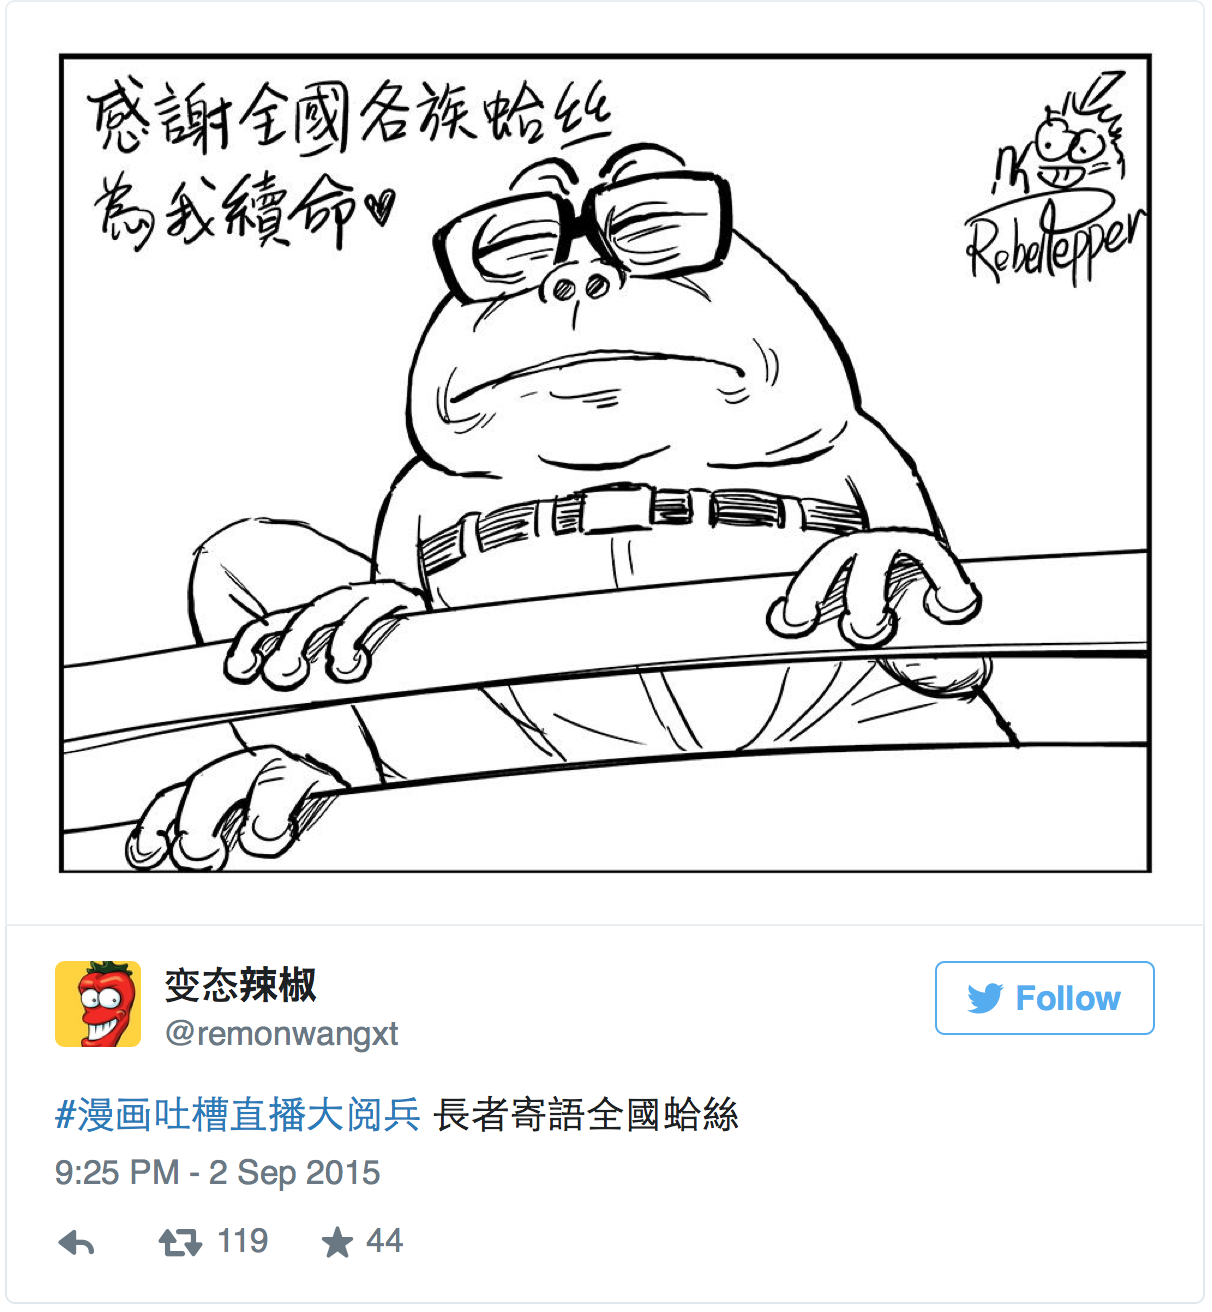 感謝全國各族蛤丝
為我續命♥
RebelPepper
变态辣椒
@remonwangxt
Follow
#漫画吐槽直播大阅兵 長者寄語全國蛤絲
9:25 PM - 2 Sep 2015
119
44